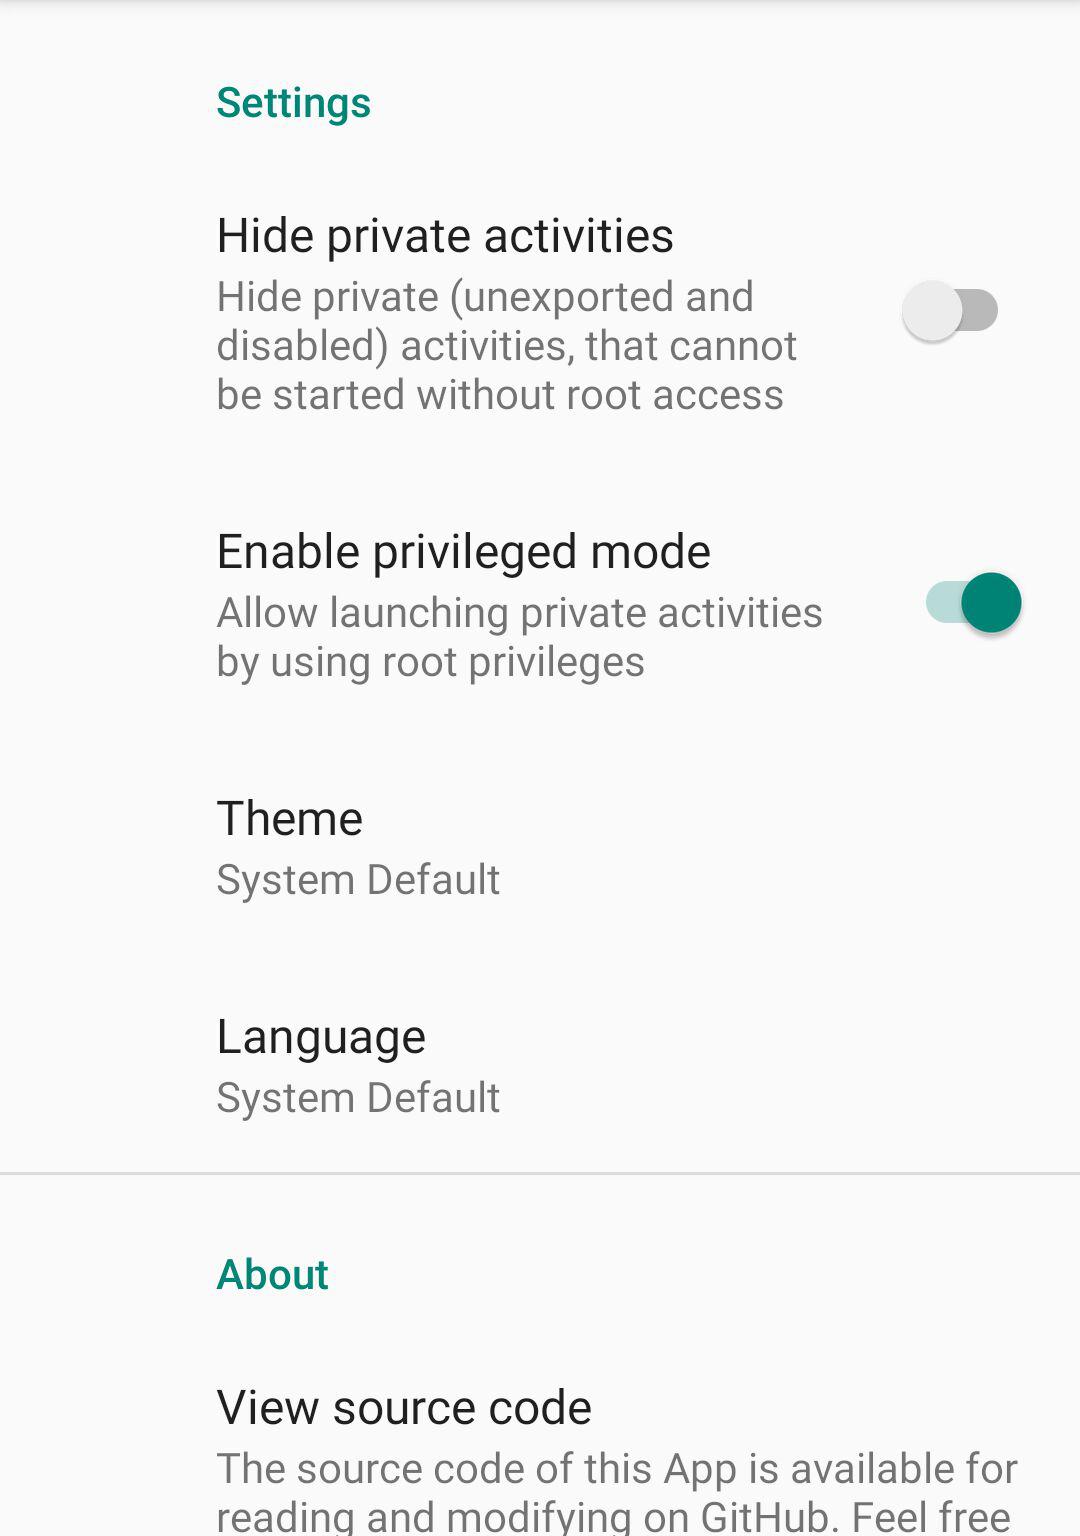 Settings
Hide private activities
Hide private (unexported and
disabled) activities, that cannot
be started without root access
Enable privileged mode
Allow launching private activities
by using root privileges
Theme
System Default
Language
System Default
About
View source code
The source code of this App is available for
reading and modifying on GitHub. Feel free